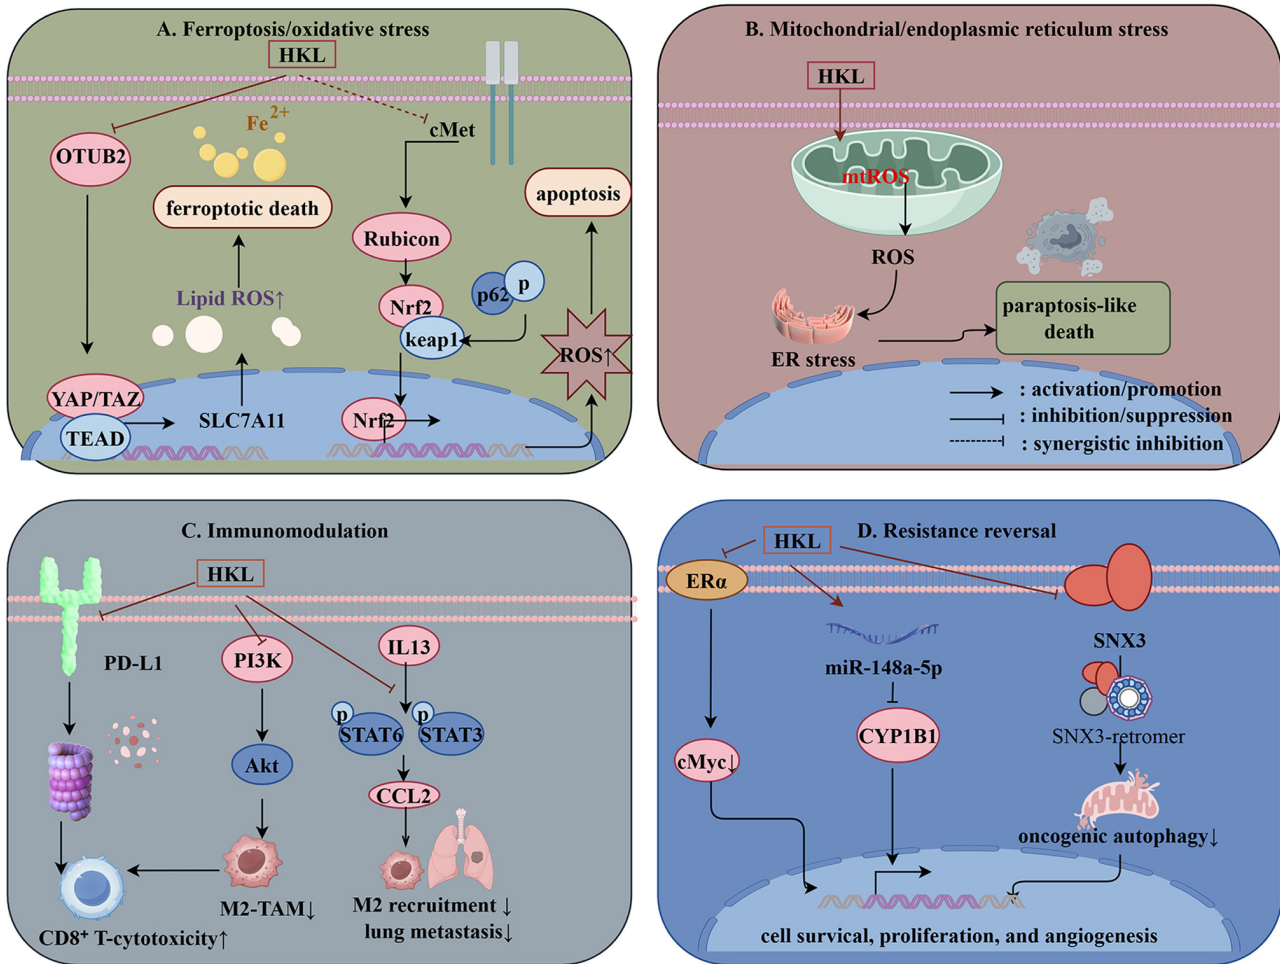 A. Ferroptosis/oxidative stress
HKL
Fe2+
cMet
OTUB2
ferroptotic death
apoptosis
Rubicon
Lipid ROS↑
Nrf2
p62
p
keap1
ROS↑
YAP/TAZ
TEAD
SLC7A11
Nrf2
B. Mitochondrial/endoplasmic reticulum stress
HKL
mtROS
ROS
paraptosis-like
death
ER stress
: activation/promotion
: inhibition/suppression
: synergistic inhibition
C. Immunomodulation
HKL
PD-L1
PI3K
IL13
p
STAT6
p
STAT3
Akt
CCL2
M2-TAM↓
CD8+ T-cytotoxicity↑
M2 recruitment ↓
lung metastasis↓
D. Resistance reversal
HKL
ERα
SNX3
miR-148a-5p
CYP1B1
SNX3-retromer
cMyc↓
oncogenic autophagy↓
cell survical, proliferation, and angiogenesis